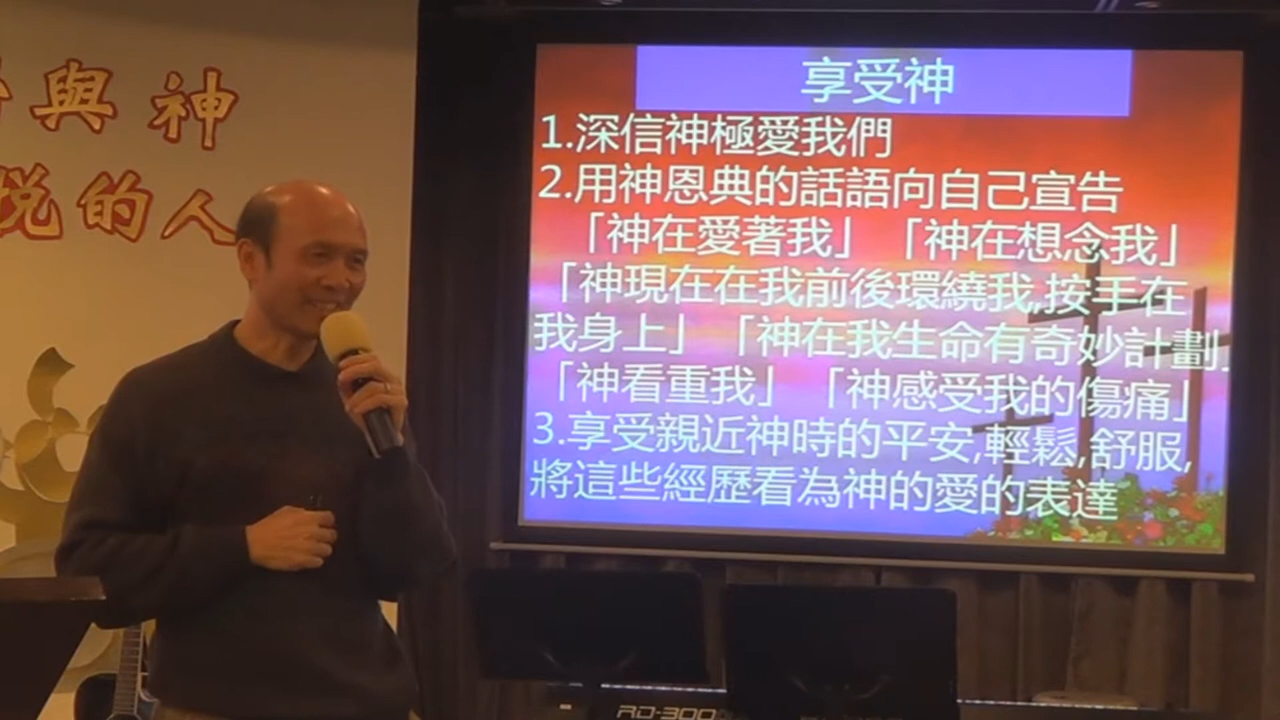 與神
悅的人
享受神
1.深信神極愛我們
2.用神恩典的話語向自己宣告
「神在愛著我」「神在想念我」
「神現在在我前後環繞我,按手在
我身上」「神在我生命有奇妙計劃」
「神看重我」「神感受我的傷痛」
3.享受親近神時的平安,輕鬆,舒服,
將這些經歷看為神的愛的表達
RD-300